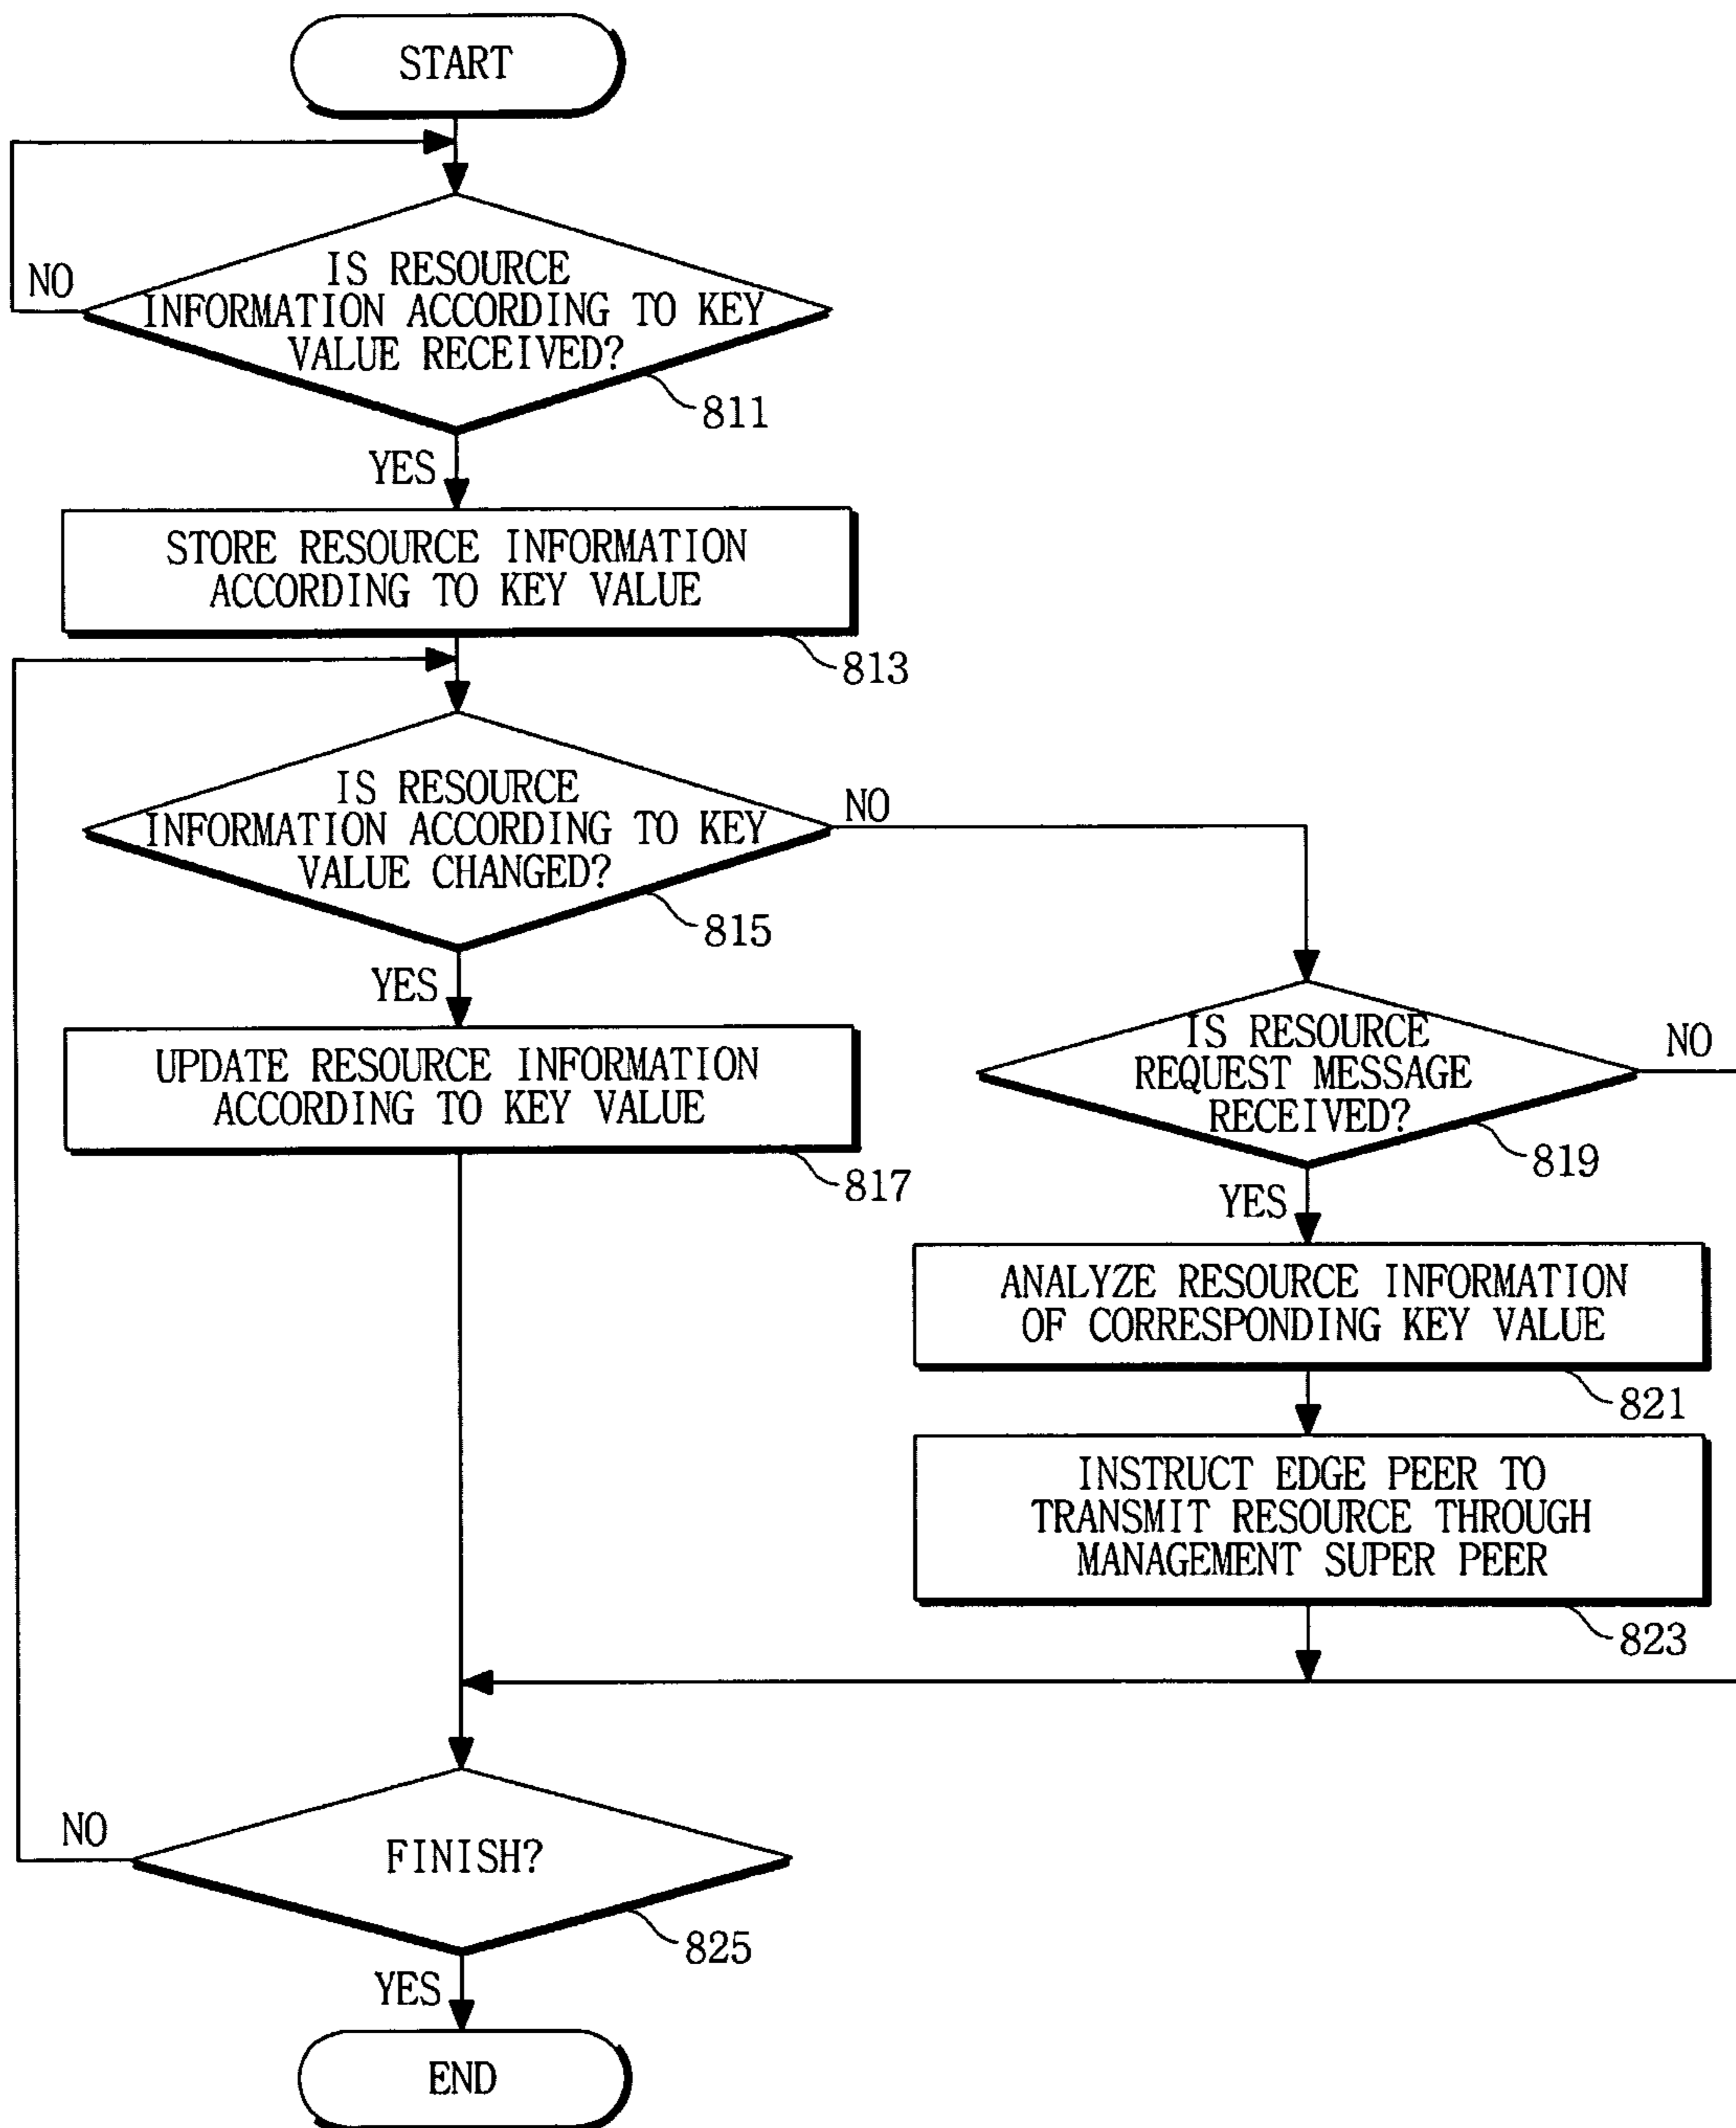 START
NO
IS RESOURCE
INFORMATION ACCORDING TO KEY
VALUE RECEIVED?
811
YES
STORE RESOURCE INFORMATION
ACCORDING TO KEY VALUE
813
IS RESOURCE
INFORMATION ACCORDING TO KEY
VALUE CHANGED?
NO
815
YES
UPDATE RESOURCE INFORMATION
ACCORDING TO KEY VALUE
817
IS RESOURCE
REQUEST MESSAGE
RECEIVED?
NO
819
YES
ANALYZE RESOURCE INFORMATION
OF CORRESPONDING KEY VALUE
821
INSTRUCT EDGE PEER TO
TRANSMIT RESOURCE THROUGH
MANAGEMENT SUPER PEER
823
NO
FINISH?
825
YES
END